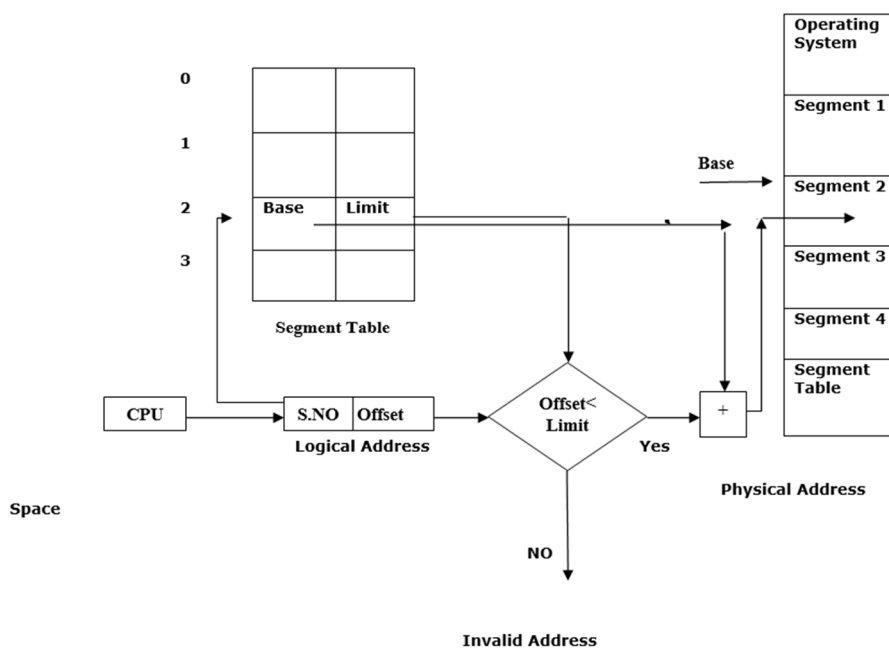 Operating
System
0
Segment 1
1
Base
Segment 2
2
Base
Limit
3
Segment 3
Segment 4
Segment Table
Segment
Table
CPU
S.NO
Offset
Offset<
Limit
+
Logical Address
Yes
Physical Address
Space
NO
Invalid Address